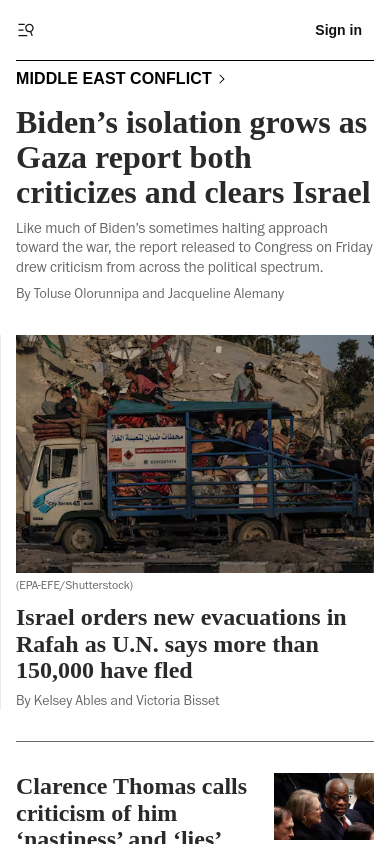 Sign in
MIDDLE EAST CONFLICT
Biden’s isolation grows as
Gaza report both
criticizes and clears Israel
Like much of Biden’s sometimes halting approach
toward the war, the report released to Congress on Friday
drew criticism from across the political spectrum.
By Toluse Olorunnipa and Jacqueline Alemany
محطات ضبان لتعبئة الغاز
(EPA-EFE/Shutterstock)
Israel orders new evacuations in
Rafah as U.N. says more than
150,000 have fled
By Kelsey Ables and Victoria Bisset
Clarence Thomas calls
criticism of him
‘nastiness’ and ‘lies’